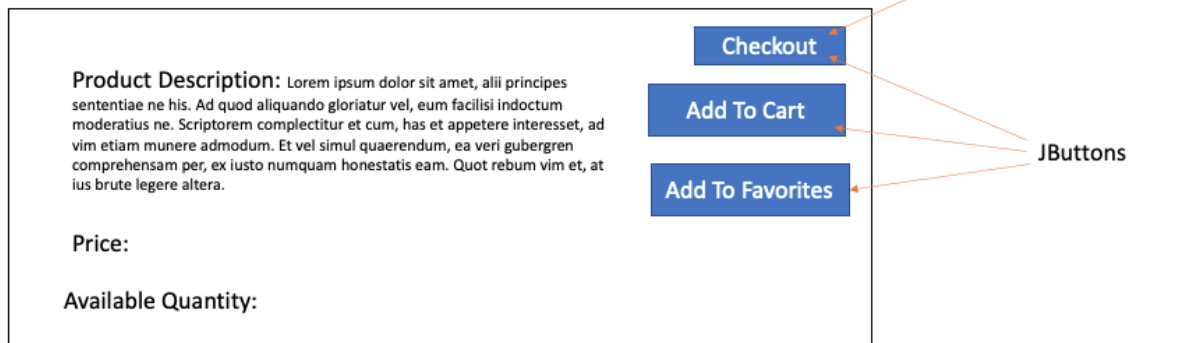 Checkout
Product Description: Lorem ipsum dolor sit amet, alii principes
sententiae ne his. Ad quod aliquando gloriatur vel, eum facilisi indoctum
moderatius ne. Scriptorem complectitur et cum, has et appetere interesset, ad
vim etiam munere admodum. Et vel simul quaerendum, ea veri gubergren
comprehensam per, ex iusto numquam honestatis eam. Quot rebum vim et, at
ius brute legere altera.
Add To Cart
JButtons
Add To Favorites
Price:
Available Quantity: